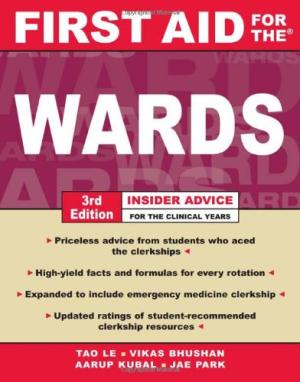 FIRST AID FOR
THE®
WARDS
3rd
Edition
INSIDER ADVICE
FOR THE CLINICAL YEARS
▶ Priceless advice from students who aced
the clerkships ◀
▶ High-yield facts and formulas for every rotation ◀
▶ Expanded to include emergency medicine clerkship ◀
▶ Updated ratings of student-recommended
clerkship resources ◀
TAO LE ▪ VIKAS BHUSHAN
AARUP KUBAL ▪ JAE PARK